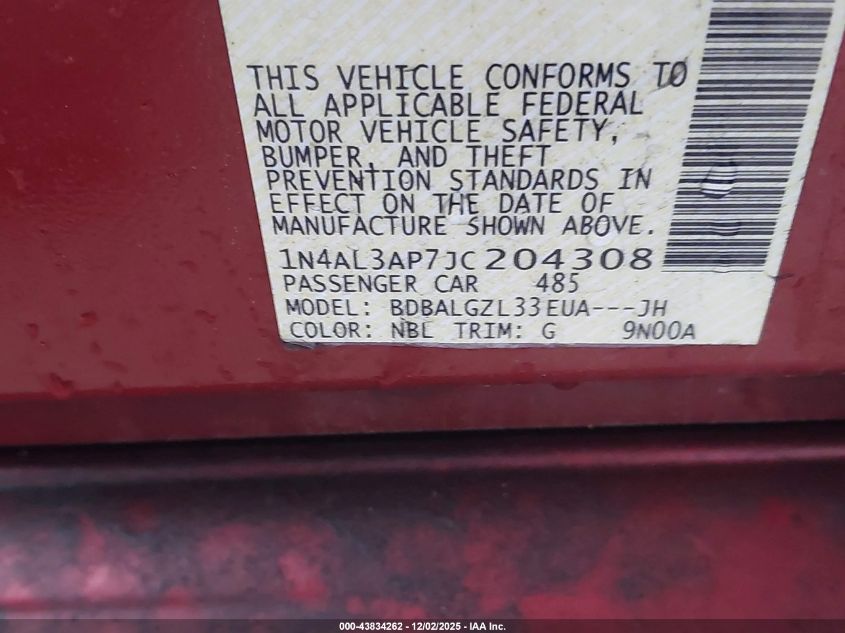 THIS VEHICLE CONFORMS TO
ALL APPLICABLE FEDERAL
MOTOR VEHICLE SAFETY,
BUMPER, AND THEFT
PREVENTION STANDARDS IN
EFFECT ON THE DATE OF
MANUFACTURE SHOWN ABOVE.
1N4AL3AP7JC204308
PASSENGER CAR 485
MODEL: BDBALGZL33EUA---JH
COLOR: NBL TRIM: G 9N00A
000-43834262 - 12/02/2025 - IAA Inc.